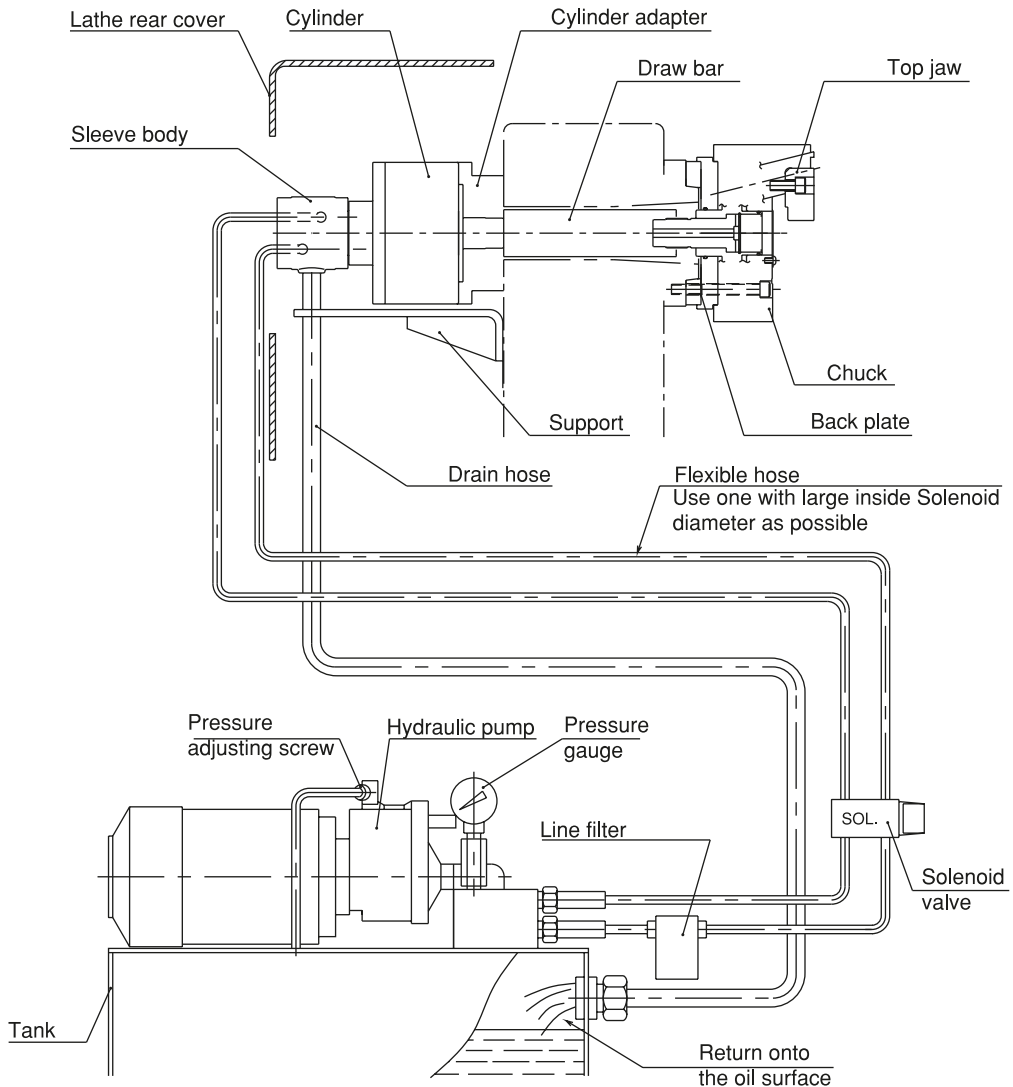 Lathe rear cover
Cylinder
Cylinder adapter
Draw bar
Top jaw
Sleeve body
Chuck
Support
Back plate
Drain hose
Flexible hose
Use one with large inside Solenoid
diameter as possible
Pressure
adjusting screw
Hydraulic pump
Pressure
gauge
Line filter
SOL.
Solenoid
valve
Tank
Return onto
the oil surface